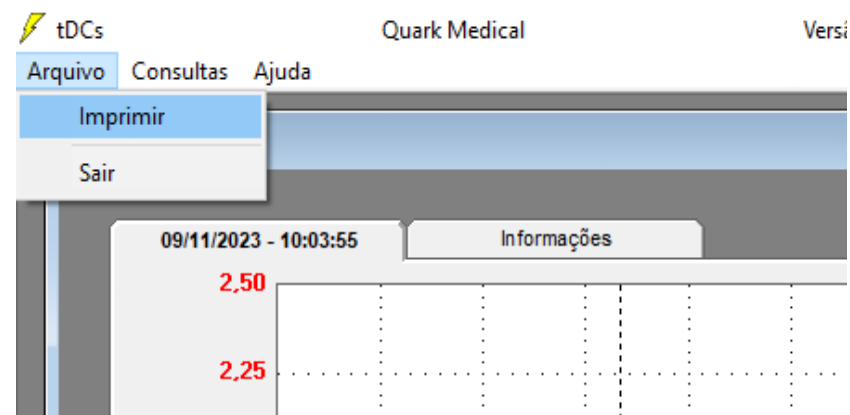 tDCs Quark Medical
Arquivo Consultas Ajuda
Imprimir
Sair
09/11/2023 - 10:03:55 Informações
2,50
2,25